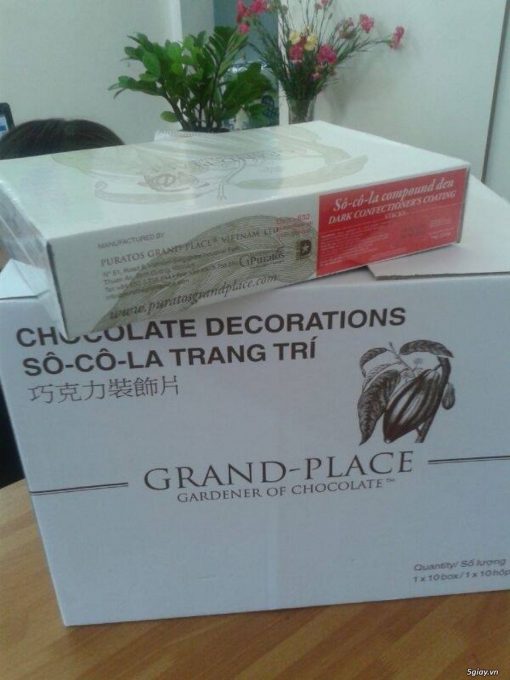 Sô-cô-la compound đen
DARK CONFECTIONER'S COATING
MANUFACTURED BY
PURATOS GRAND-PLACE VIETNAM LTD
Puratos
www.puratosgrandplace.com
CHOCOLATE DECORATIONS
SÔ-CÔ-LA TRANG TRÍ
巧克力裝飾片
GRAND-PLACE
GARDENER OF CHOCOLATE™
Quantity/ Số lượng
1 x 10 box / 1 x 10 hộp
5giay.vn